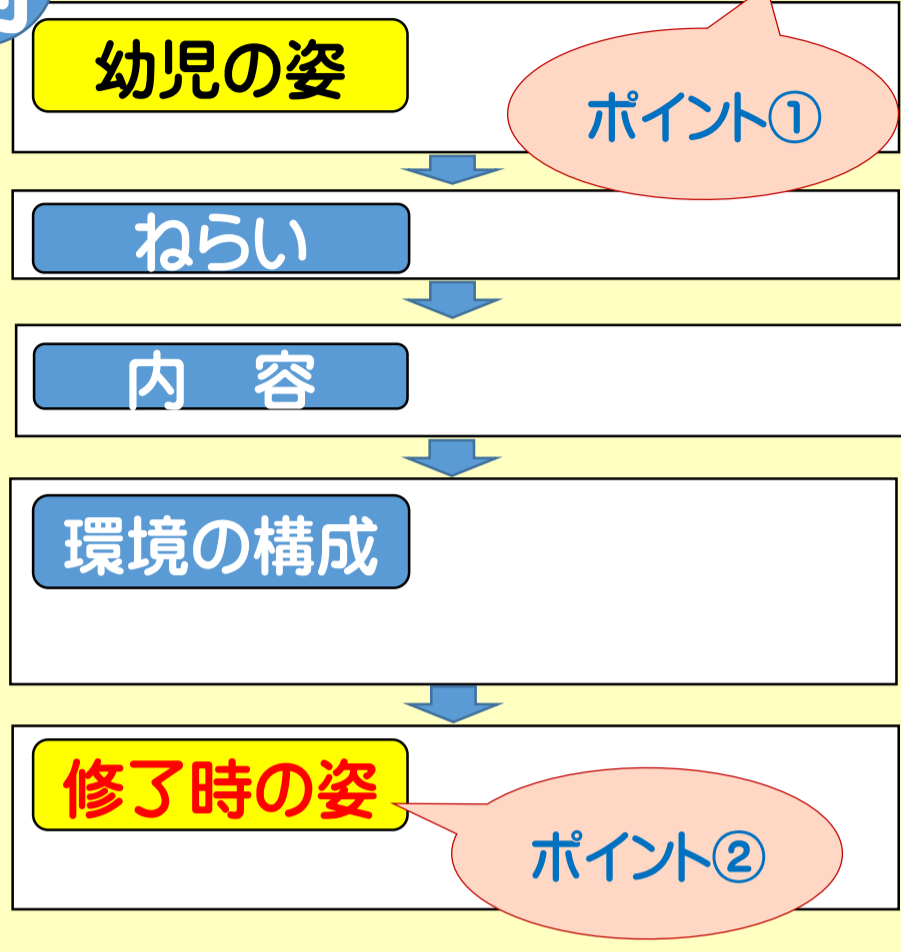 幼児の姿
ポイント①
ねらい
内　容
環境の構成
修了時の姿
ポイント②